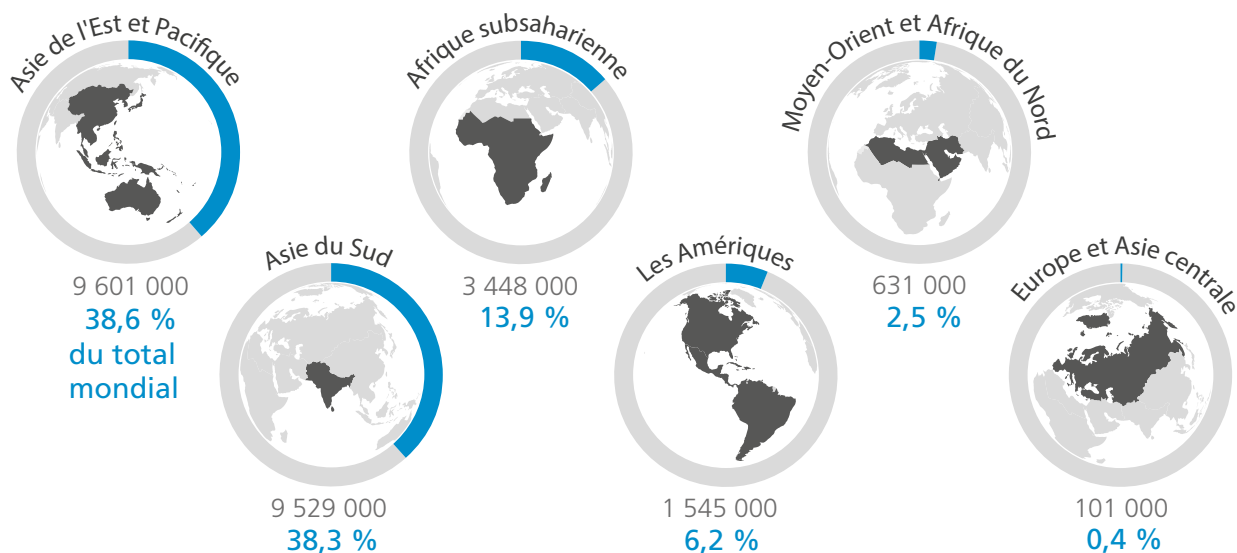 Asie de l'Est et Pacifique
9 601 000
38,6 %
du total
mondial
Asie du Sud
9 529 000
38,3 %
Afrique subsaharienne
3 448 000
13,9 %
Les Amériques
1 545 000
6,2 %
Moyen-Orient et Afrique du Nord
631 000
2,5 %
Europe et Asie centrale
101 000
0,4 %